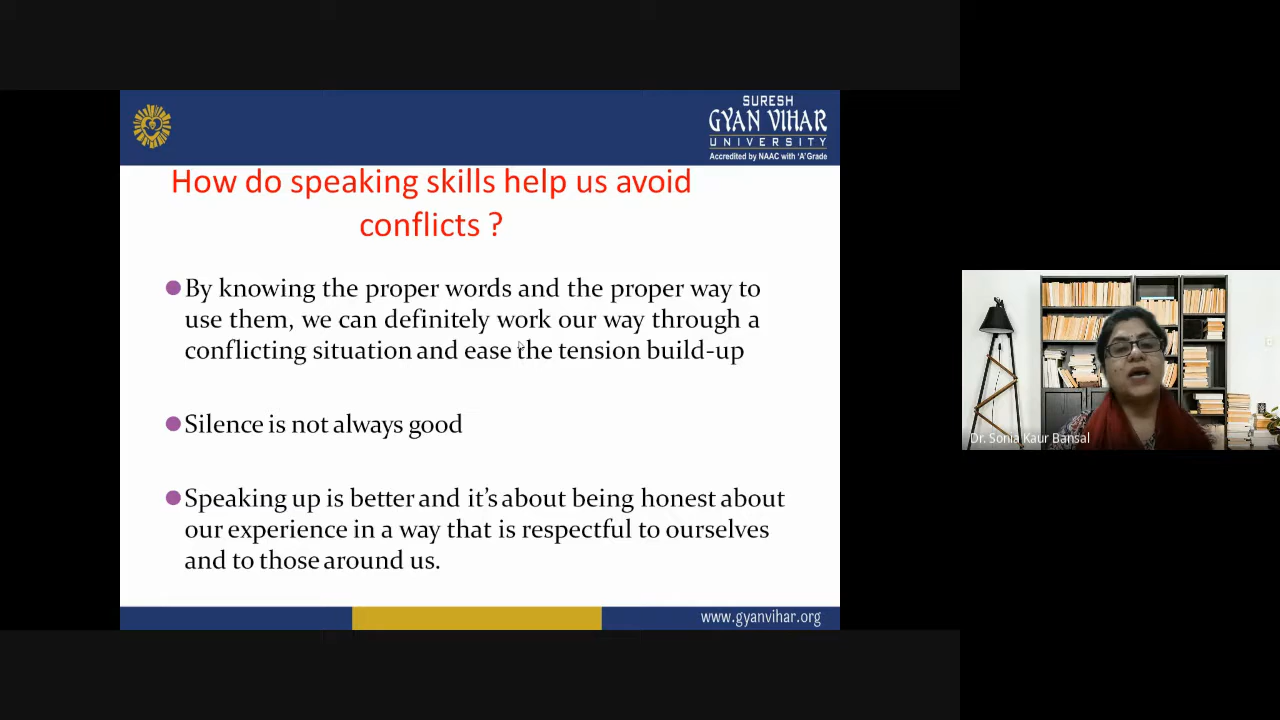 SURESH
GYAN VIHAR
UNIVERSITY
Accredited by NAAC with 'A' Grade
How do speaking skills help us avoid
conflicts ?
By knowing the proper words and the proper way to
use them, we can definitely work our way through a
conflicting situation and ease the tension build-up
Silence is not always good
Speaking up is better and it's about being honest about
our experience in a way that is respectful to ourselves
and to those around us.
www.gyanvihar.org
Dr. Sonia Kaur Bansal